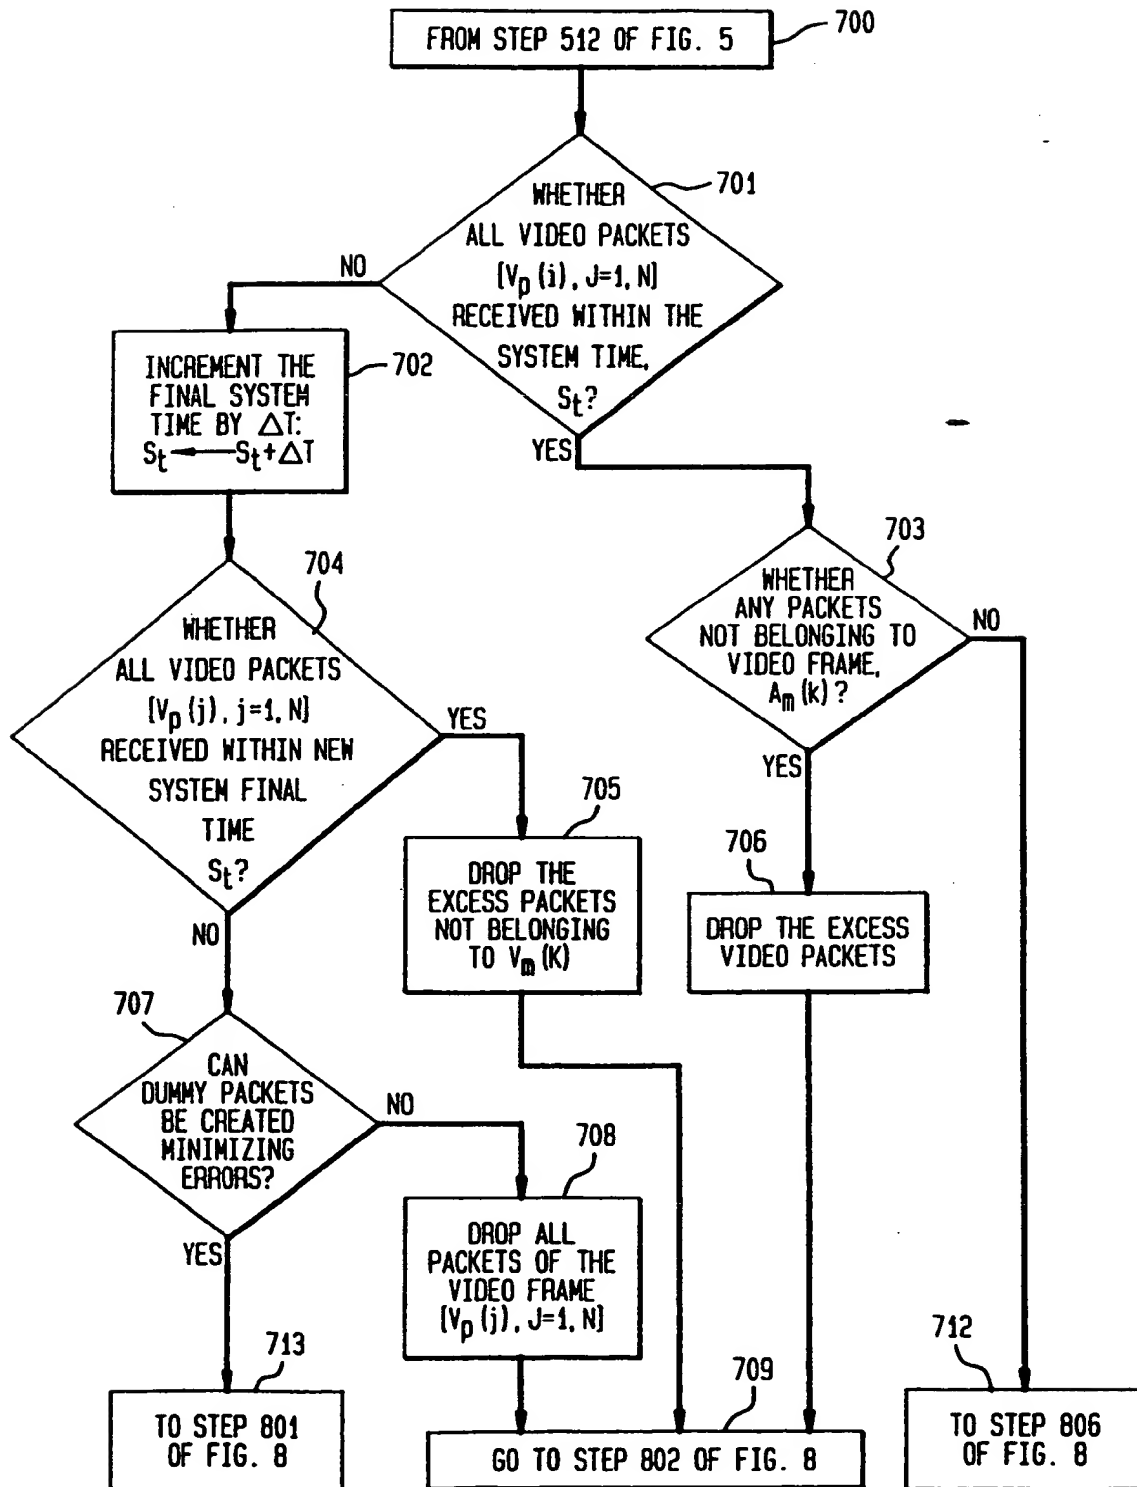 FROM STEP 512 OF FIG. 5
700
WHETHER
ALL VIDEO PACKETS
[Vp(i), J=1, N]
RECEIVED WITHIN THE
SYSTEM TIME,
St?
701
NO
YES
INCREMENT THE
FINAL SYSTEM
TIME BY △T:
St←St+△T
702
WHETHER
ANY PACKETS
NOT BELONGING TO
VIDEO FRAME,
Am(k)?
703
NO
YES
WHETHER
ALL VIDEO PACKETS
[Vp(j), j=1, N]
RECEIVED WITHIN NEW
SYSTEM FINAL
TIME
St?
704
YES
NO
DROP THE
EXCESS PACKETS
NOT BELONGING
TO Vm(K)
705
DROP THE EXCESS
VIDEO PACKETS
706
CAN
DUMMY PACKETS
BE CREATED
MINIMIZING
ERRORS?
707
NO
YES
DROP ALL
PACKETS OF THE
VIDEO FRAME
[Vp(j), J=1, N]
708
713
TO STEP 801
OF FIG. 8
709
GO TO STEP 802 OF FIG. 8
712
TO STEP 806
OF FIG. 8